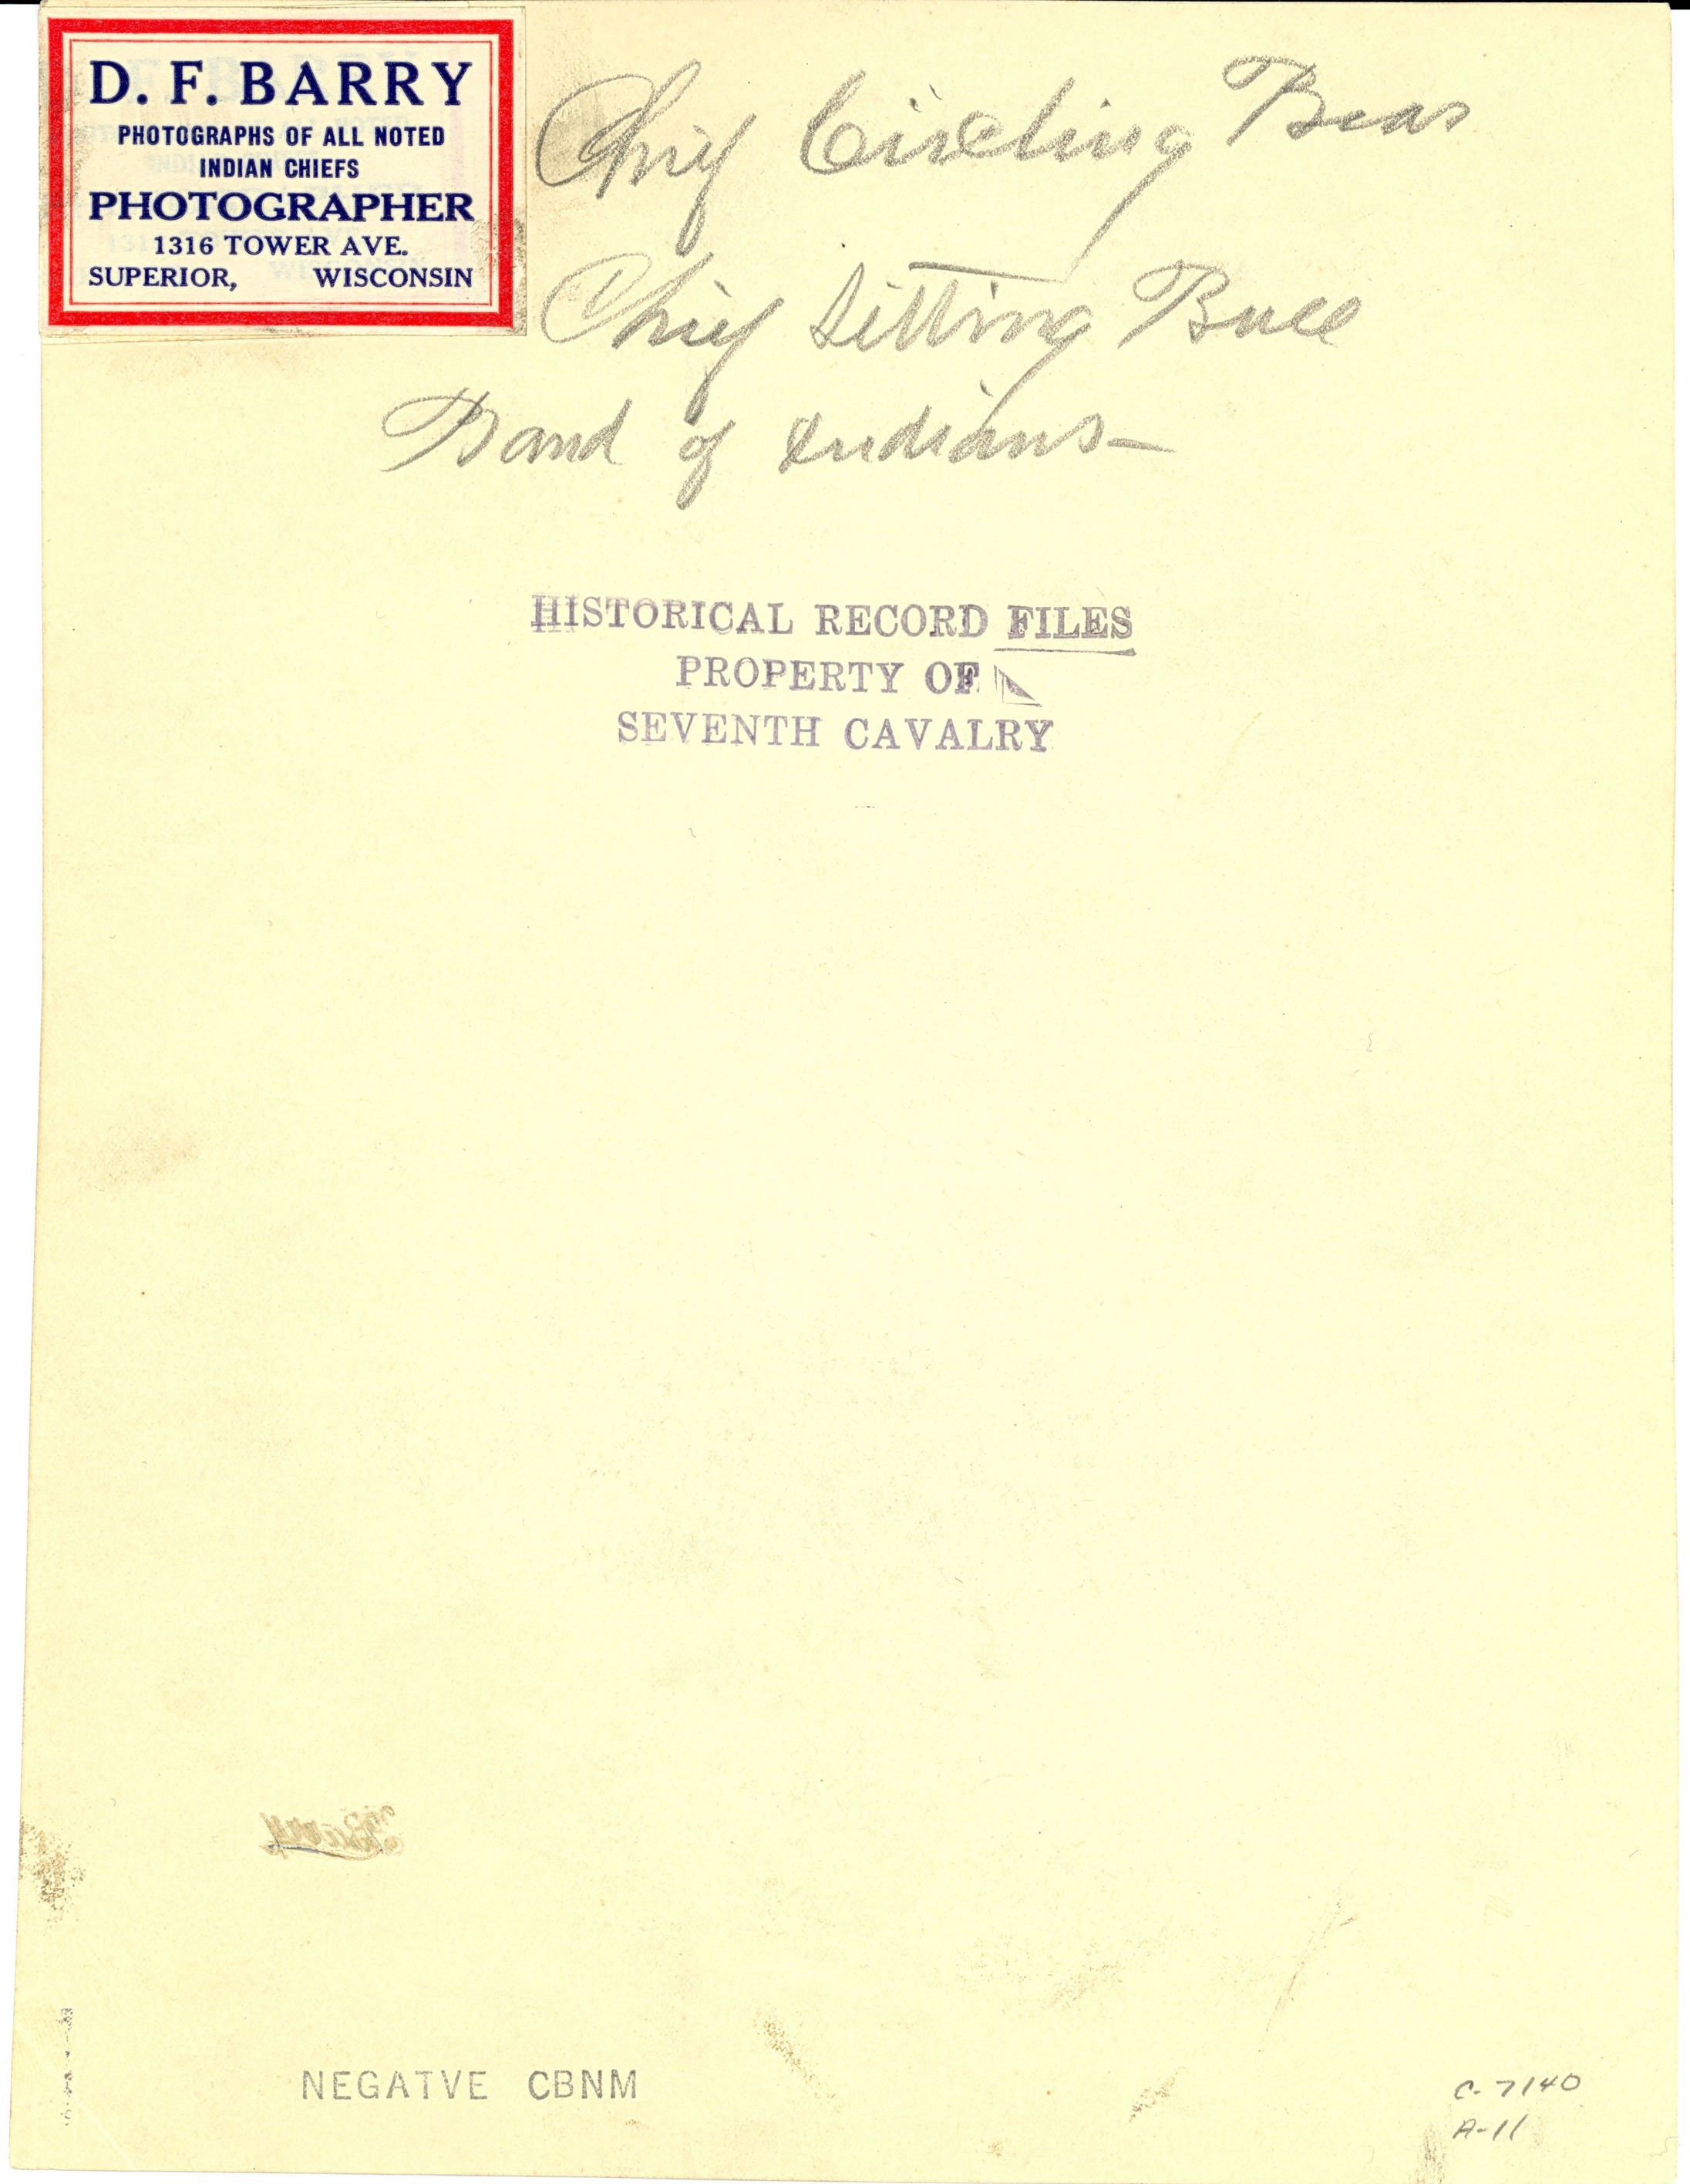 D. F. BARRY
PHOTOGRAPHS OF ALL NOTED
INDIAN CHIEFS
PHOTOGRAPHER
1316 TOWER AVE.
SUPERIOR, WISCONSIN
Chief Circling Bear
Chief Sitting Bull
Band of Indians—
HISTORICAL RECORD FILES
PROPERTY OF
SEVENTH CAVALRY
Barry
NEGATVE CBNM
C-7140
A-11